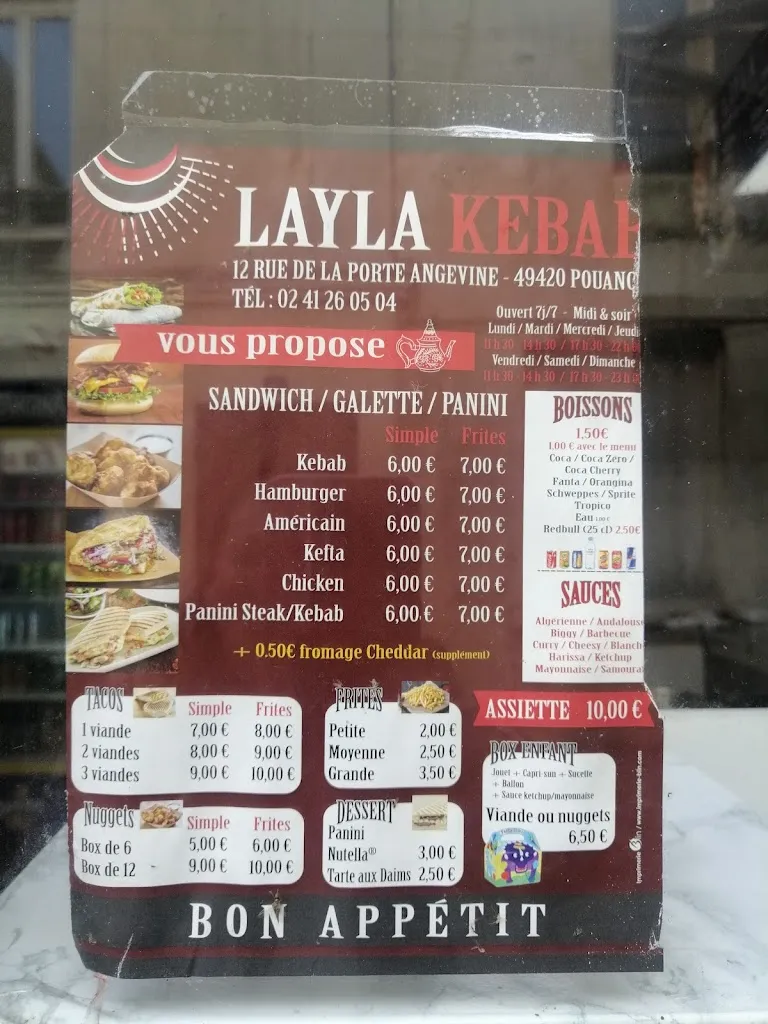 LAYLA KEBAB
12 RUE DE LA PORTE ANGEVINE - 49420 POUANC
TÉL : 02 41 26 05 04
Ouvert 7j/7 - Midi & soir
Lundi / Mardi / Mercredi / Jeud
11 h 30 - 14 h 30 / 17 h 30 - 22 h
Vendredi / Samedi / Dimanche
11 h 30 - 14 h 30 / 17 h 30 - 23 h
vous propose
SANDWICH / GALETTE / PANINI
Simple Frites
Kebab 6,00 € 7,00 €
Hamburger 6,00 € 7,00 €
Américain 6,00 € 7,00 €
Kefta 6,00 € 7,00 €
Chicken 6,00 € 7,00 €
Panini Steak/Kebab 6,00 € 7,00 €
+ 0.50€ fromage Cheddar (supplément)
BOISSONS
1,50€
1,00 € avec le menu
Coca / Coca Zéro /
Coca Cherry
Fanta / Orangina
Schweppes / Sprite
Tropico
Eau 1,00 €
Redbull (25 cl) 2,50€
SAUCES
Algérienne / Andalouse
Biggy / Barbecue
Curry / Cheesy / Blanch
Harissa / Ketchup
Mayonnaise / Samoura
ASSIETTE 10,00 €
TACOS
Simple Frites
1 viande 7,00 € 8,00 €
2 viandes 8,00 € 9,00 €
3 viandes 9,00 € 10,00 €
FRITES
Petite 2,00 €
Moyenne 2,50 €
Grande 3,50 €
BOX ENFANT
Jouet + Capri sun + Sucette
+ Ballon
+ Sauce ketchup/mayonnaise
Viande ou nuggets
6,50 €
Nuggets
Simple Frites
Box de 6 5,00 € 6,00 €
Box de 12 9,00 € 10,00 €
DESSERT
Panini
Nutella® 3,00 €
Tarte aux Daims 2,50 €
BON APPÉTIT